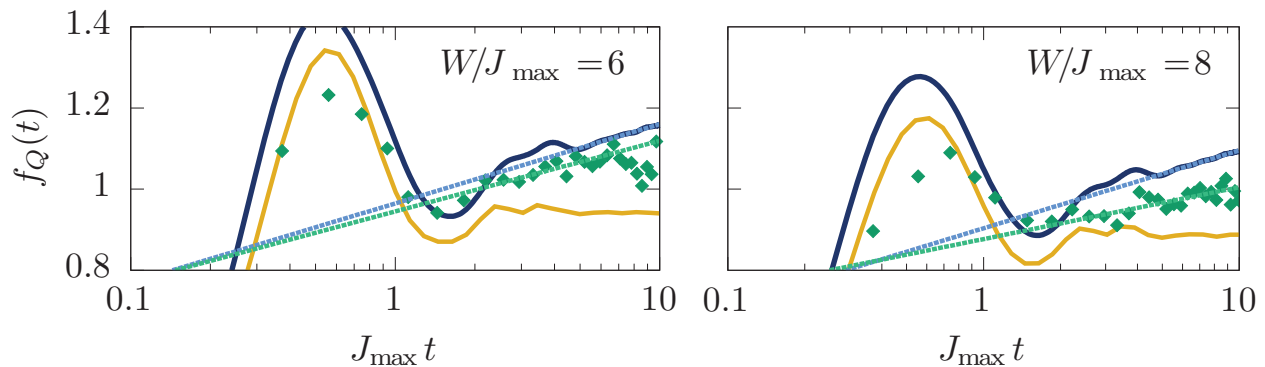 1.4
1.2
1
0.8
f_Q(t)
W/J_max = 6
0.1 1 10
J_max t
W/J_max = 8
0.1 1 10
J_max t